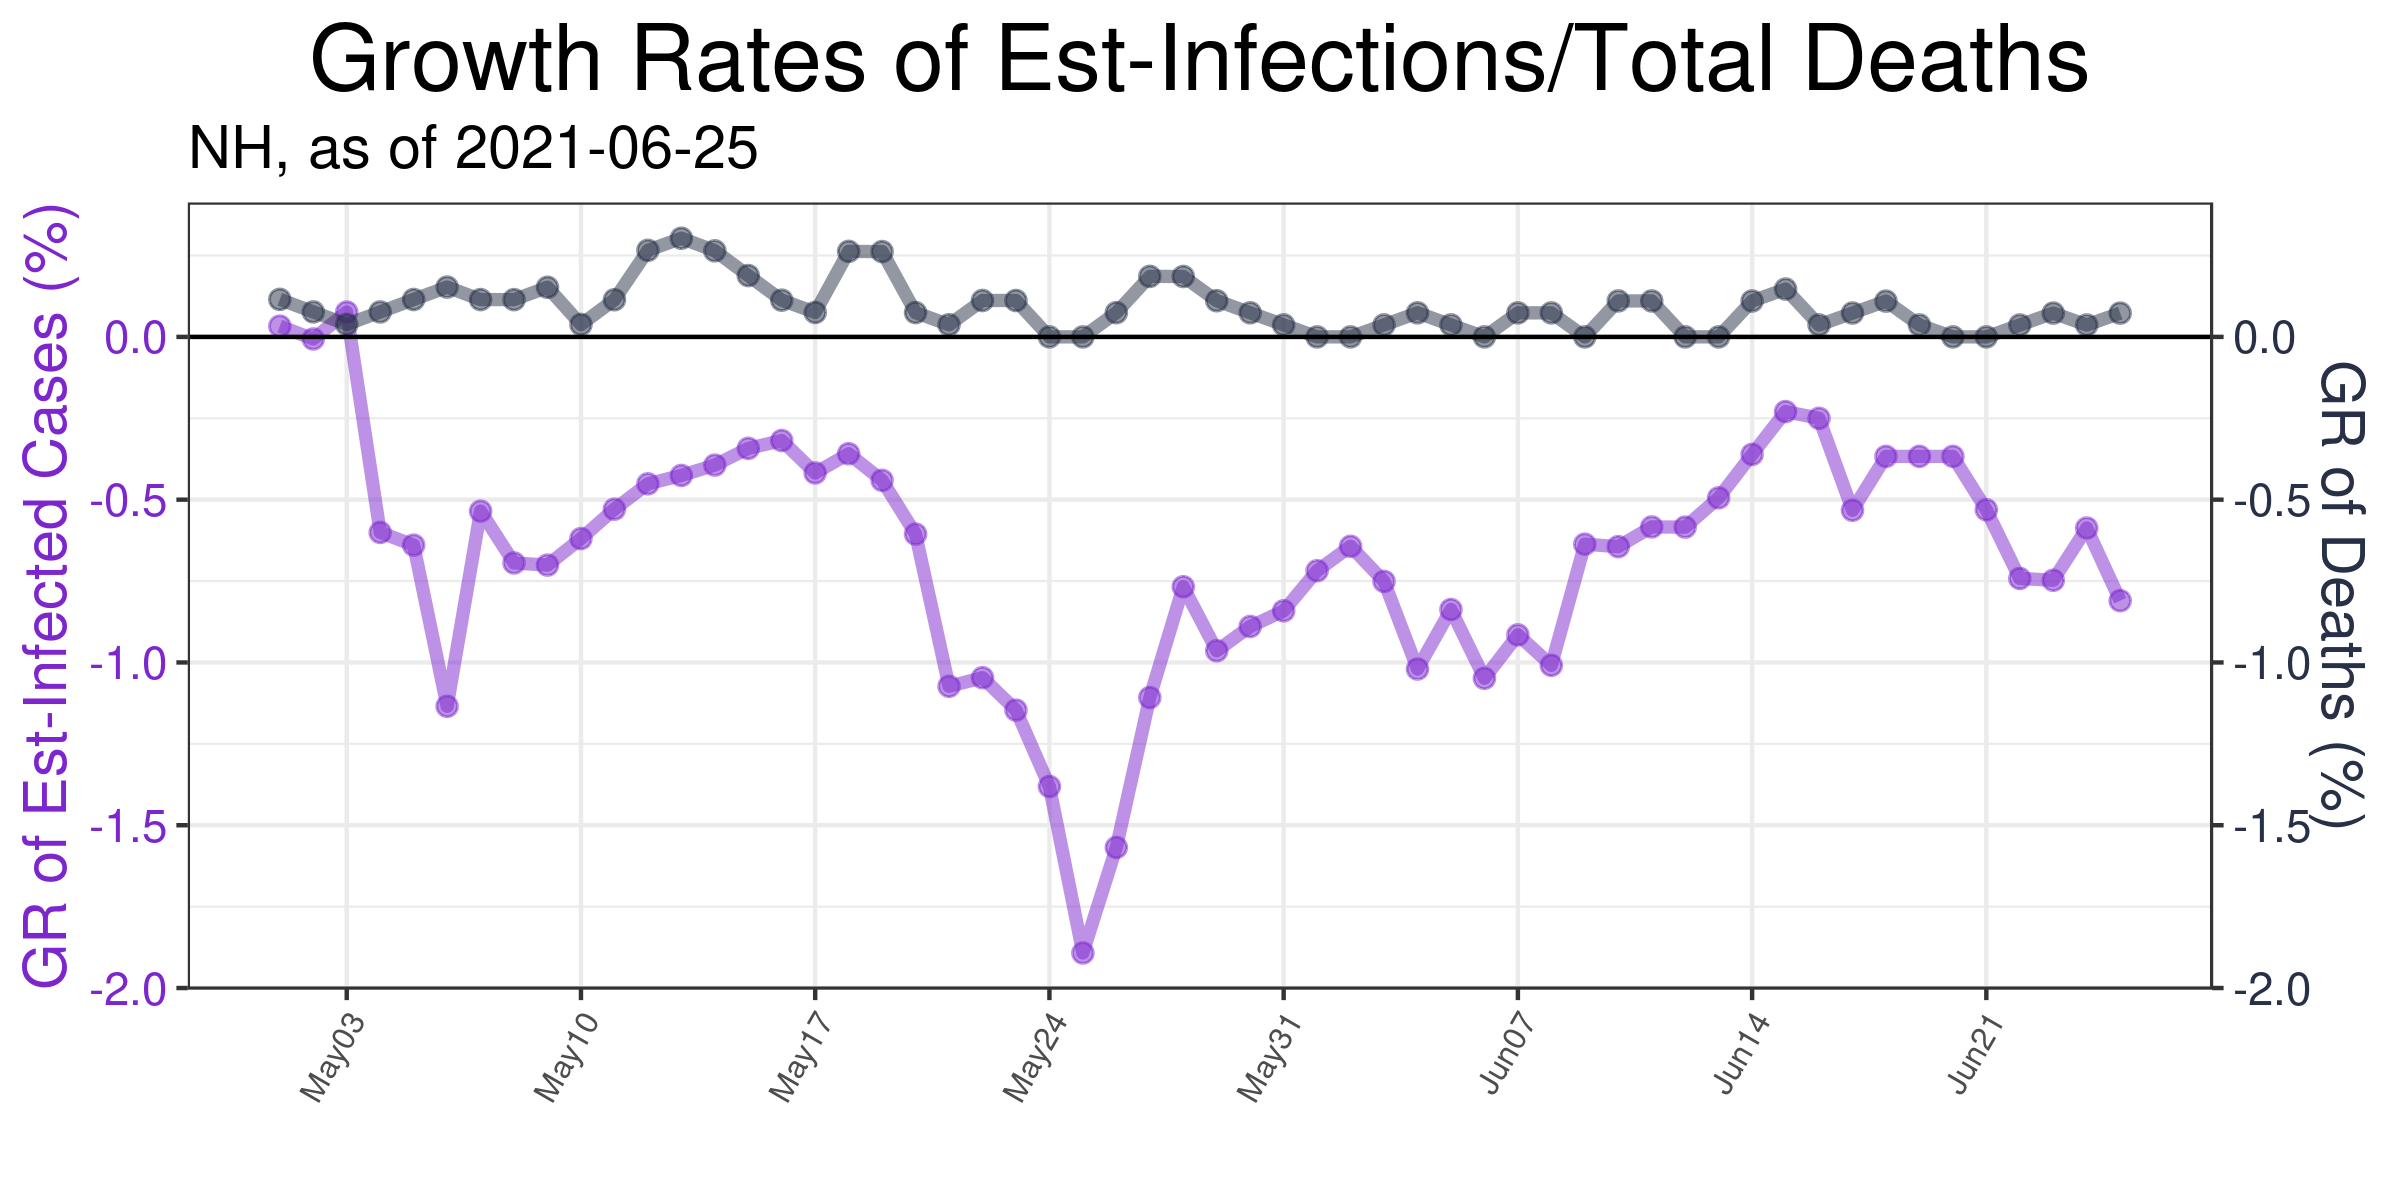 Growth Rates of Est-Infections/Total Deaths
NH, as of 2021-06-25
GR of Est-Infected Cases (%)
0.0
-0.5
-1.0
-1.5
-2.0
0.0
-0.5
-1.0
-1.5
-2.0
GR of Deaths (%)
May03
May10
May17
May24
May31
Jun07
Jun14
Jun21